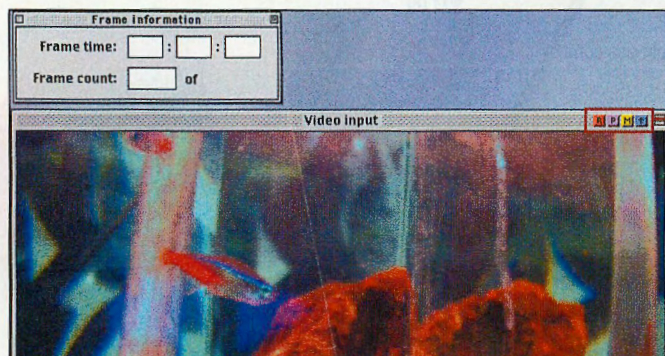 Frame information
Frame time: : :
Frame count: of
Video input
R P M T